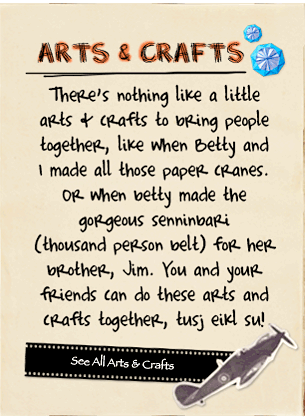 ARTS & CRAFTS
There's nothing like a little
arts & crafts to bring people
together, like when Betty and
I made all those paper cranes.
Or when betty made the
gorgeous senninbari
(thousand person belt) for her
brother, Jim. You and your
friends can do these arts and
crafts together, tusj eikl su!
See All Arts & Crafts